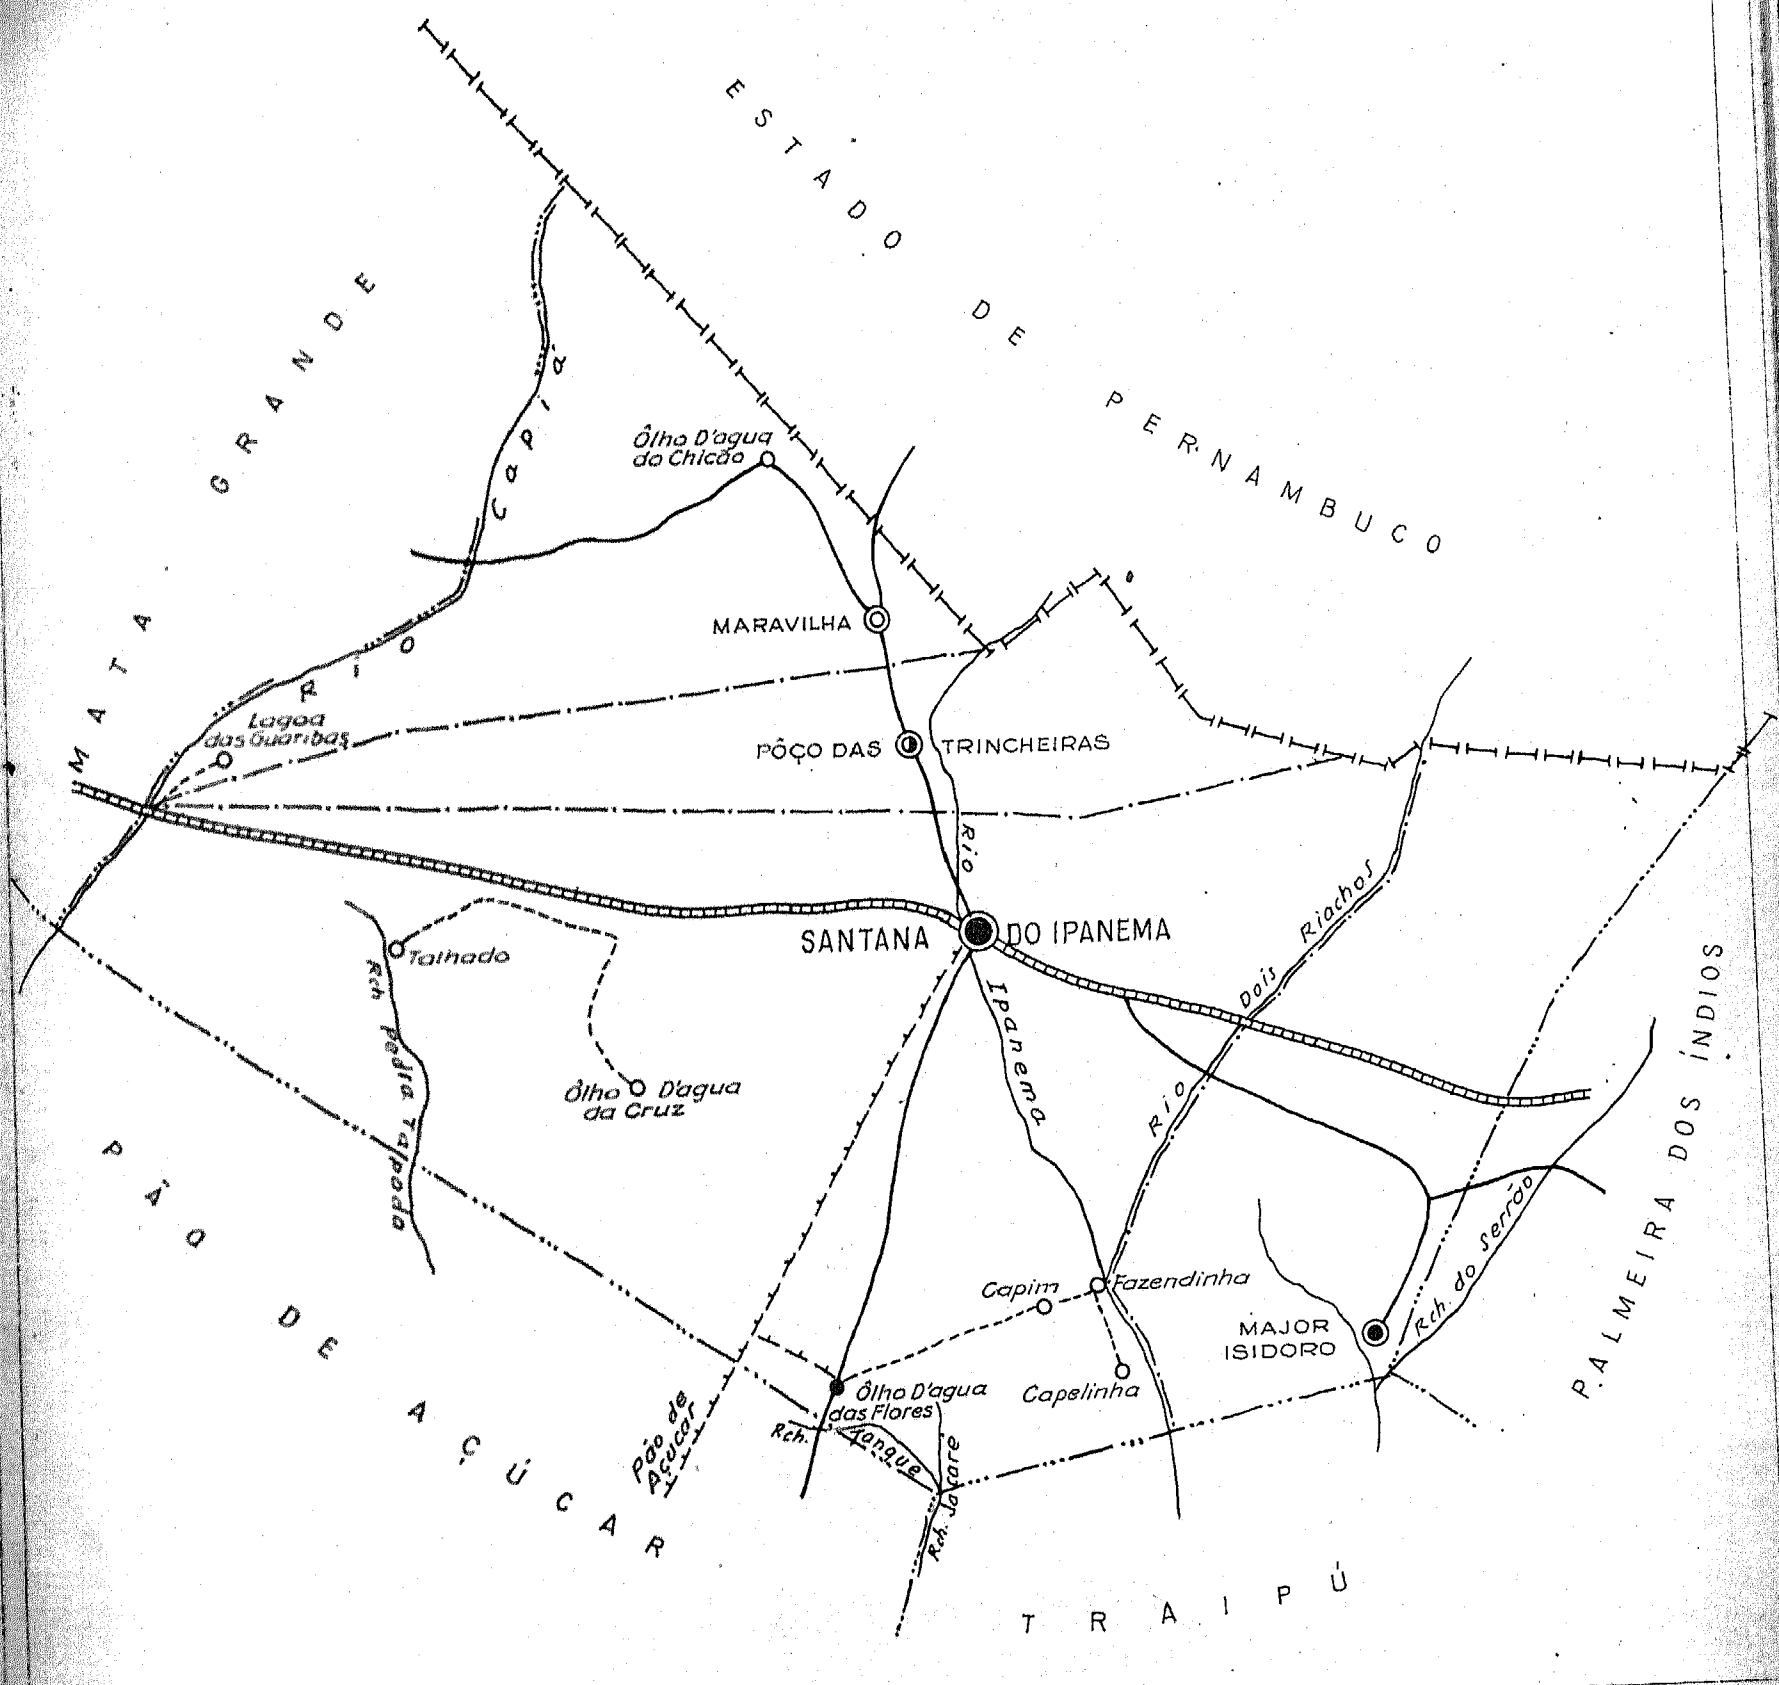 ESTADO DE PERNAMBUCO
MATA GRANDE
Rio Capiá
Ôlho D'agua
do Chicão
MARAVILHA
Lagoa
das Guaribas
PÔÇO DAS TRINCHEIRAS
Rio Ipanema
SANTANA DO IPANEMA
Rio Dois Riachos
Talhado
Rch Pedra Talpada
Ôlho D'agua
da Cruz
PALMEIRA DOS ÍNDIOS
Rch. do Serrão
PÃO DE AÇÚCAR
Capim
Fazendinha
MAJOR
ISIDORO
Capelinha
Ôlho D'agua
das Flores
Pão de
Açucar
Rch. Tanque
Rch. Jacaré
TRAIPÚ